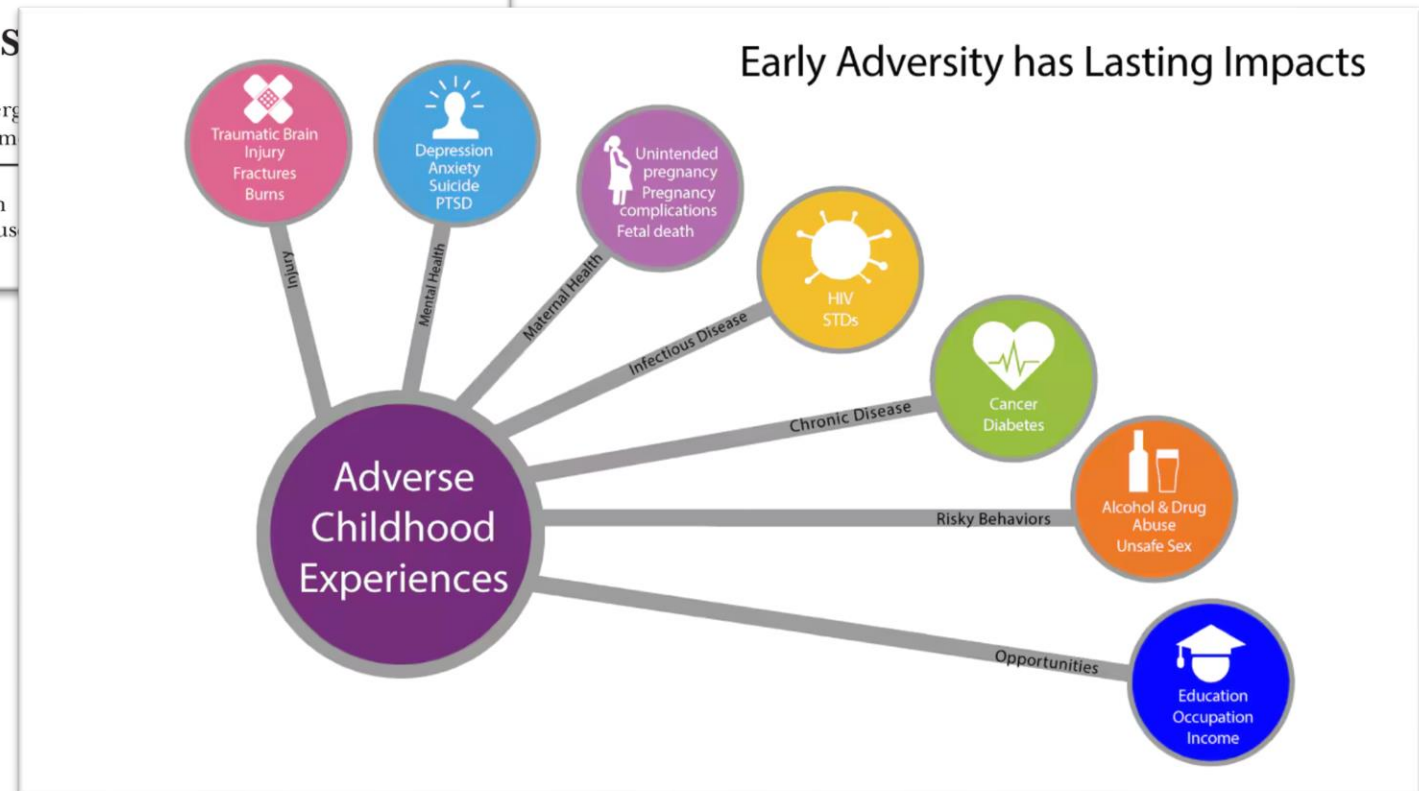 Early Adversity has Lasting Impacts
Traumatic Brain
Injury
Fractures
Burns
Depression
Anxiety
Suicide
PTSD
Unintended
pregnancy
Pregnancy
complications
Fetal death
HIV
STDs
Cancer
Diabetes
Alcohol & Drug
Abuse
Unsafe Sex
Education
Occupation
Income
Injury
Mental Health
Maternal Health
Infectious Disease
Chronic Disease
Risky Behaviors
Opportunities
Adverse
Childhood
Experiences